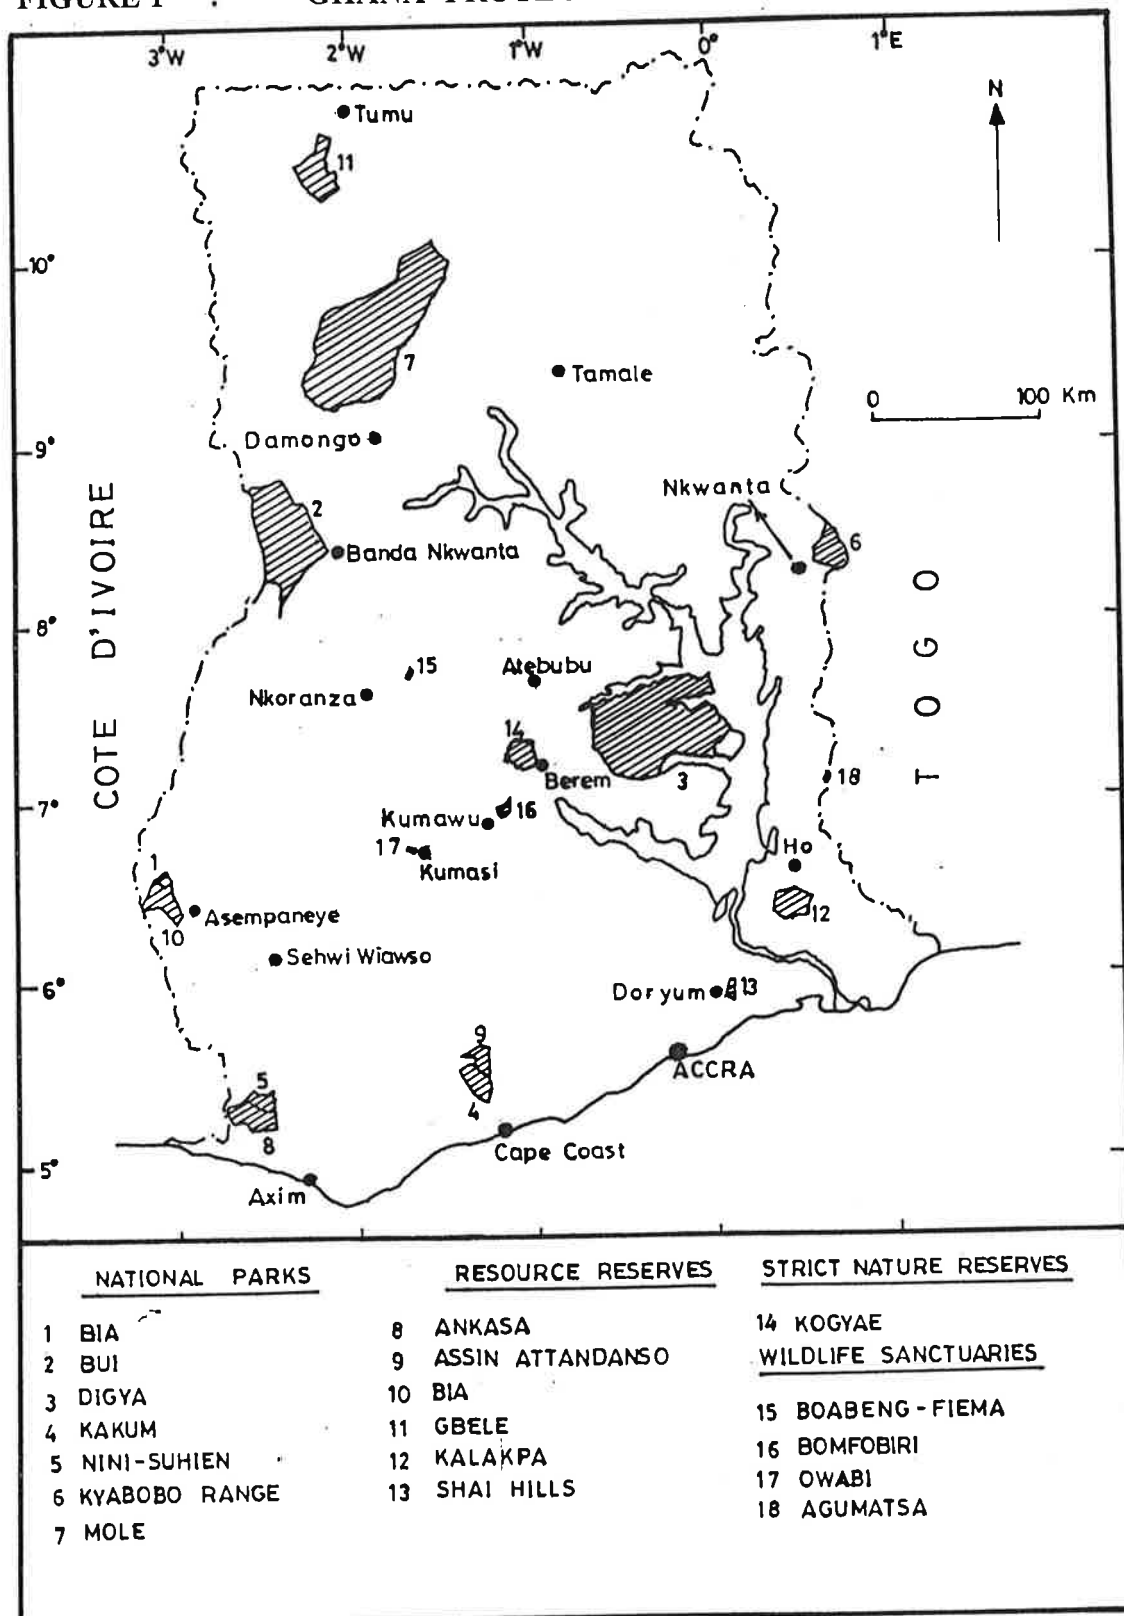 FIGURE 1 :
3°W 2°W 1°W 0° 1°E
N
Tumu
11
10°
7
Tamale
0 100 Km
Damongo
9°
Nkwanta
2
6
Banda Nkwanta
COTE D'IVOIRE
TOGO
8°
15
Atebubu
Nkoranza
14
Berem
3
18
7°
16
Kumawu
17
Kumasi
Ho
1
12
Asempaneye
10
Sehwi Wiawso
6°
Doryum
13
9
ACCRA
5
4
8
Cape Coast
5°
Axim
NATIONAL PARKS
1 BIA
2 BUI
3 DIGYA
4 KAKUM
5 NINI-SUHIEN
6 KYABOBO RANGE
7 MOLE
RESOURCE RESERVES
8 ANKASA
9 ASSIN ATTANDANSO
10 BIA
11 GBELE
12 KALAKPA
13 SHAI HILLS
STRICT NATURE RESERVES
14 KOGYAE
WILDLIFE SANCTUARIES
15 BOABENG-FIEMA
16 BOMFOBIRI
17 OWABI
18 AGUMATSA